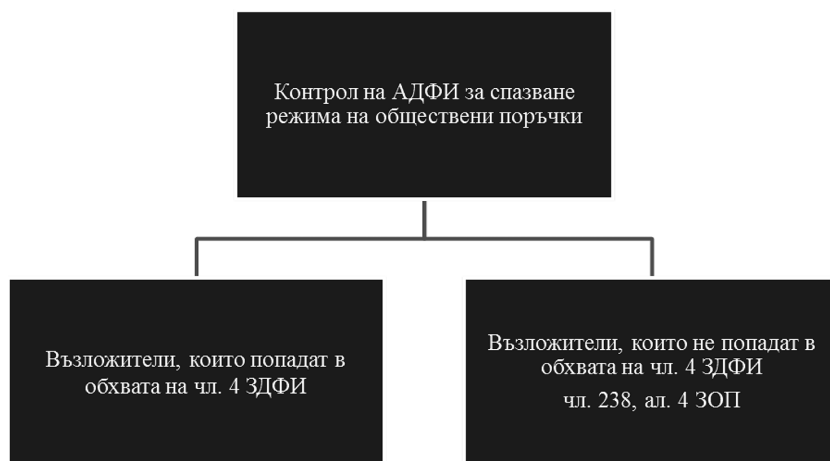 Контрол на АДФИ за спазване
режима на обществени поръчки
Възложители, които попадат в
обхвата на чл. 4 ЗДФИ
Възложители, които не попадат в
обхвата на чл. 4 ЗДФИ
чл. 238, ал. 4 ЗОП